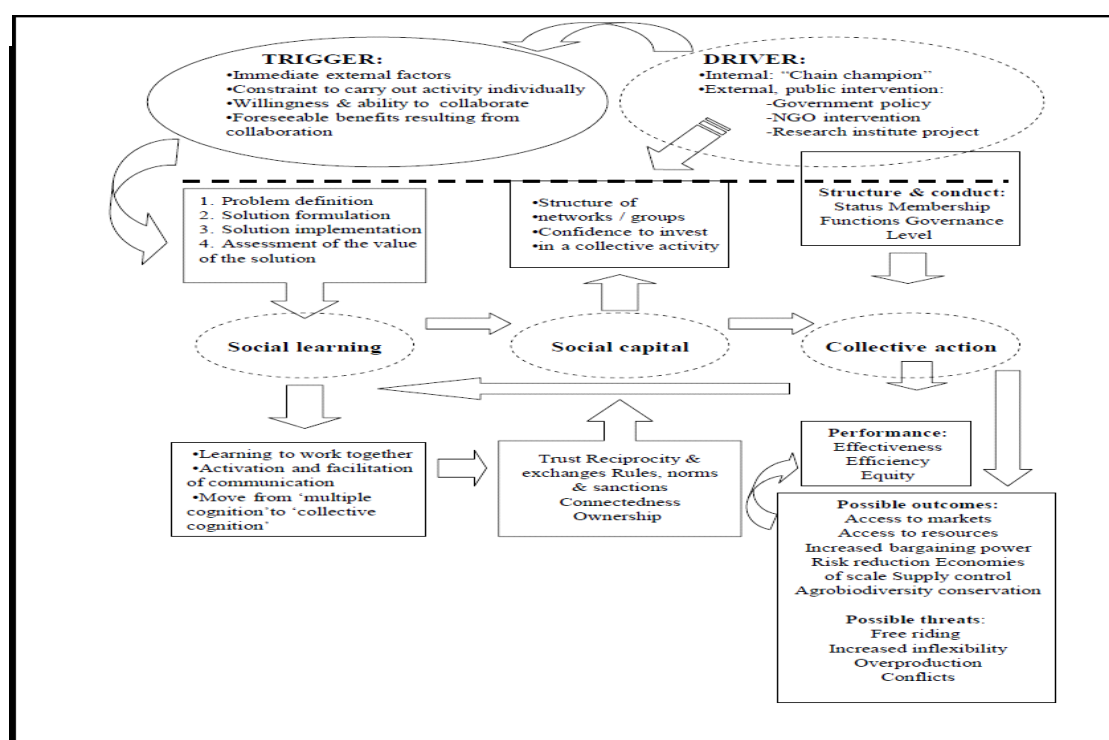 TRIGGER:
•Immediate external factors
•Constraint to carry out activity individually
•Willingness & ability to collaborate
•Foreseeable benefits resulting from
collaboration
DRIVER:
•Internal: “Chain champion”
•External, public intervention:
-Government policy
-NGO intervention
-Research institute project
1. Problem definition
2. Solution formulation
3. Solution implementation
4. Assessment of the value
of the solution
•Structure of
•networks / groups
•Confidence to invest
•in a collective activity
Structure & conduct:
Status Membership
Functions Governance
Level
Social learning
Social capital
Collective action
•Learning to work together
•Activation and facilitation
of communication
•Move from ‘multiple
cognition’to ‘collective
cognition’
Trust Reciprocity &
exchanges Rules, norms
& sanctions
Connectedness
Ownership
Performance:
Effectiveness
Efficiency
Equity
Possible outcomes:
Access to markets
Access to resources
Increased bargaining power
Risk reduction Economies
of scale Supply control
Agrobiodiversity conservation
Possible threats:
Free riding
Increased inflexibility
Overproduction
Conflicts